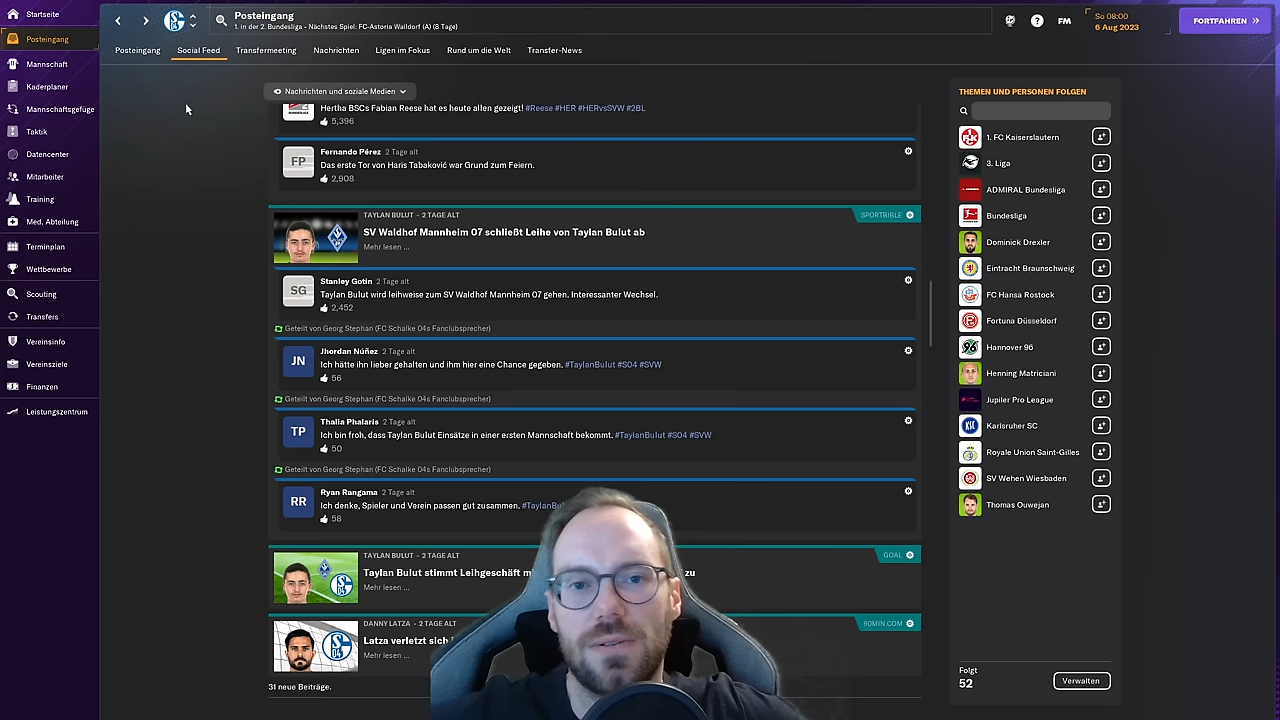 Startseite
Posteingang
Mannschaft
Kaderplaner
Mannschaftsgefüge
Taktik
Datencenter
Mitarbeiter
Training
Med. Abteilung
Terminplan
Wettbewerbe
Scouting
Transfers
Vereinsinfo
Vereinsziele
Finanzen
Leistungszentrum
Posteingang
1. in der 2. Bundesliga - Nächstes Spiel: FC-Astoria Walldorf (A) (8 Tage)
FM
So 08:00
6 Aug 2023
FORTFAHREN
Posteingang
Social Feed
Transfermeeting
Nachrichten
Ligen im Fokus
Rund um die Welt
Transfer-News
Nachrichten und soziale Medien
Hertha BSCs Fabian Reese hat es heute allen gezeigt! #Reese #HER #HERvsSVW #2BL
5,396
FP
Fernando Pérez 2 Tage alt
Das erste Tor von Haris Tabaković war Grund zum Feiern.
2,908
TAYLAN BULUT - 2 TAGE ALT
SPORTBIBLE
SV Waldhof Mannheim 07 schließt Leihe von Taylan Bulut ab
Mehr lesen ...
SG
Stanley Gotin 2 Tage alt
Taylan Bulut wird leihweise zum SV Waldhof Mannheim 07 gehen. Interessanter Wechsel.
2,452
Geteilt von Georg Stephan (FC Schalke 04s Fanclubsprecher)
JN
Jhordan Núñez 2 Tage alt
Ich hätte ihn lieber gehalten und ihm hier eine Chance gegeben. #TaylanBulut #S04 #SVW
56
Geteilt von Georg Stephan (FC Schalke 04s Fanclubsprecher)
TP
Thalia Phalaris 2 Tage alt
Ich bin froh, dass Taylan Bulut Einsätze in einer ersten Mannschaft bekommt. #TaylanBulut #S04 #SVW
50
Geteilt von Georg Stephan (FC Schalke 04s Fanclubsprecher)
RR
Ryan Rangama 2 Tage alt
Ich denke, Spieler und Verein passen gut zusammen.
58
TAYLAN BULUT - 2 TAGE ALT
GOAL
Taylan Bulut stimmt Leihgeschäft zu
Mehr lesen ...
DANNY LATZA - 2 TAGE ALT
90MIN.COM
Latza verletzt sich
Mehr lesen ...
31 neue Beiträge.
THEMEN UND PERSONEN FOLGEN
1. FC Kaiserslautern
3. Liga
ADMIRAL Bundesliga
Bundesliga
Dominick Drexler
Eintracht Braunschweig
FC Hansa Rostock
Fortuna Düsseldorf
Hannover 96
Henning Matriciani
Jupiler Pro League
Karlsruher SC
Royale Union Saint-Gilles
SV Wehen Wiesbaden
Thomas Ouwejan
Folgt
52
Verwalten